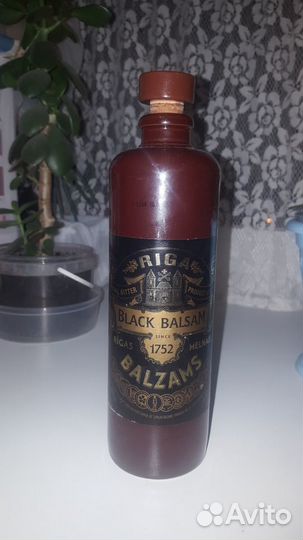 RIGA
BITTER
BLACK BALSAM
SINCE
RIGAS 1752 MELNAIS
BALZAMS
Avito